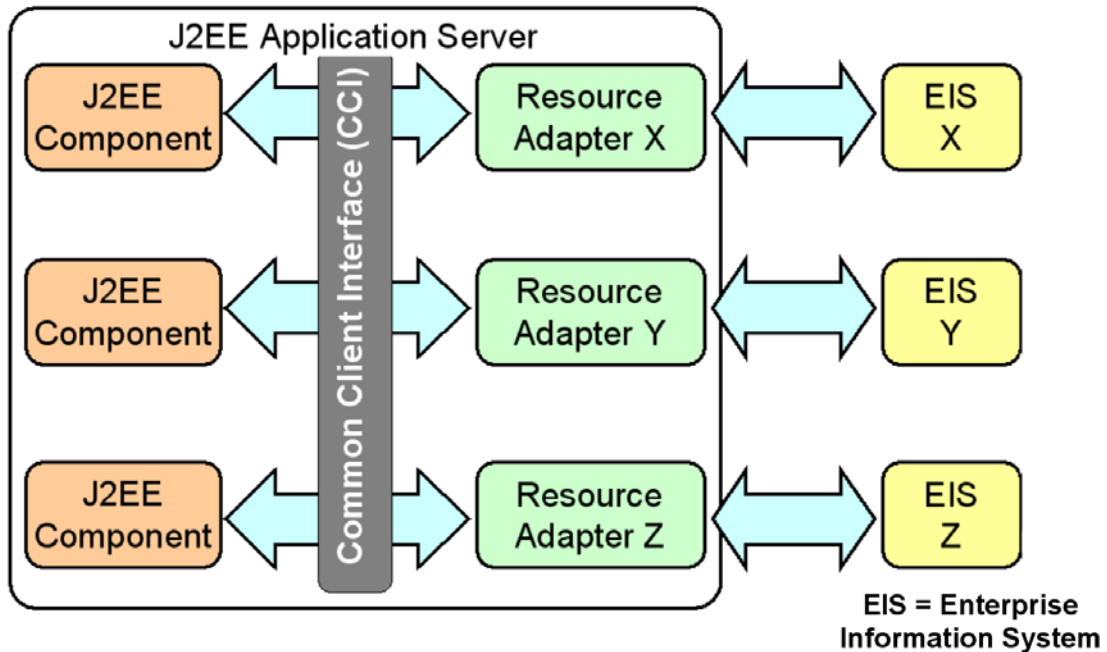 J2EE Application Server
J2EE
Component
Common Client Interface (CCI)
Resource
Adapter X
EIS
X
J2EE
Component
Resource
Adapter Y
EIS
Y
J2EE
Component
Resource
Adapter Z
EIS
Z
EIS = Enterprise
Information System